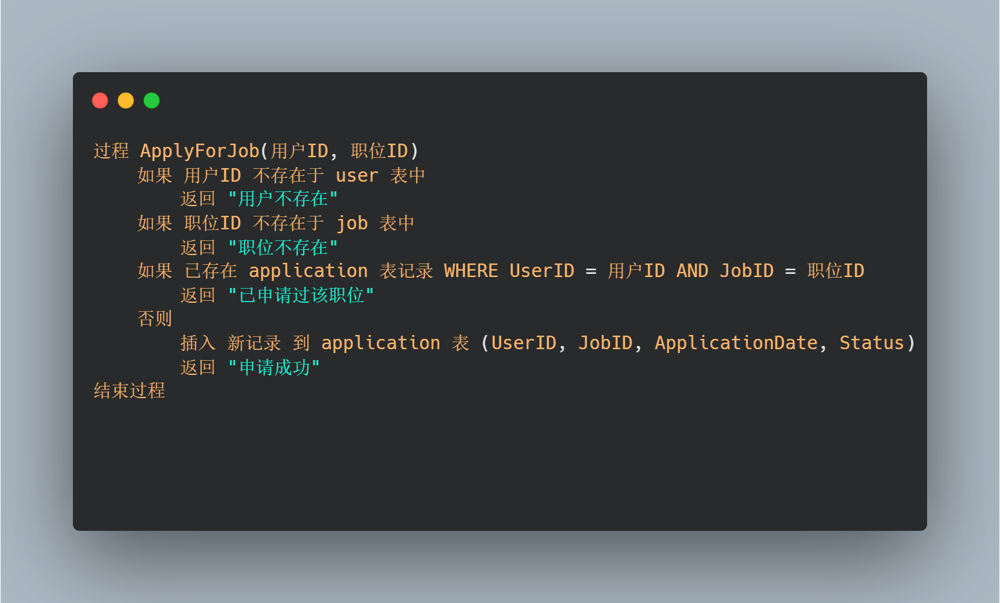 过程 ApplyForJob(用户ID, 职位ID)
    如果 用户ID 不存在于 user 表中
        返回 "用户不存在"
    如果 职位ID 不存在于 job 表中
        返回 "职位不存在"
    如果 已存在 application 表记录 WHERE UserID = 用户ID AND JobID = 职位ID
        返回 "已申请过该职位"
    否则
        插入 新记录 到 application 表 (UserID, JobID, ApplicationDate, Status)
        返回 "申请成功"
结束过程